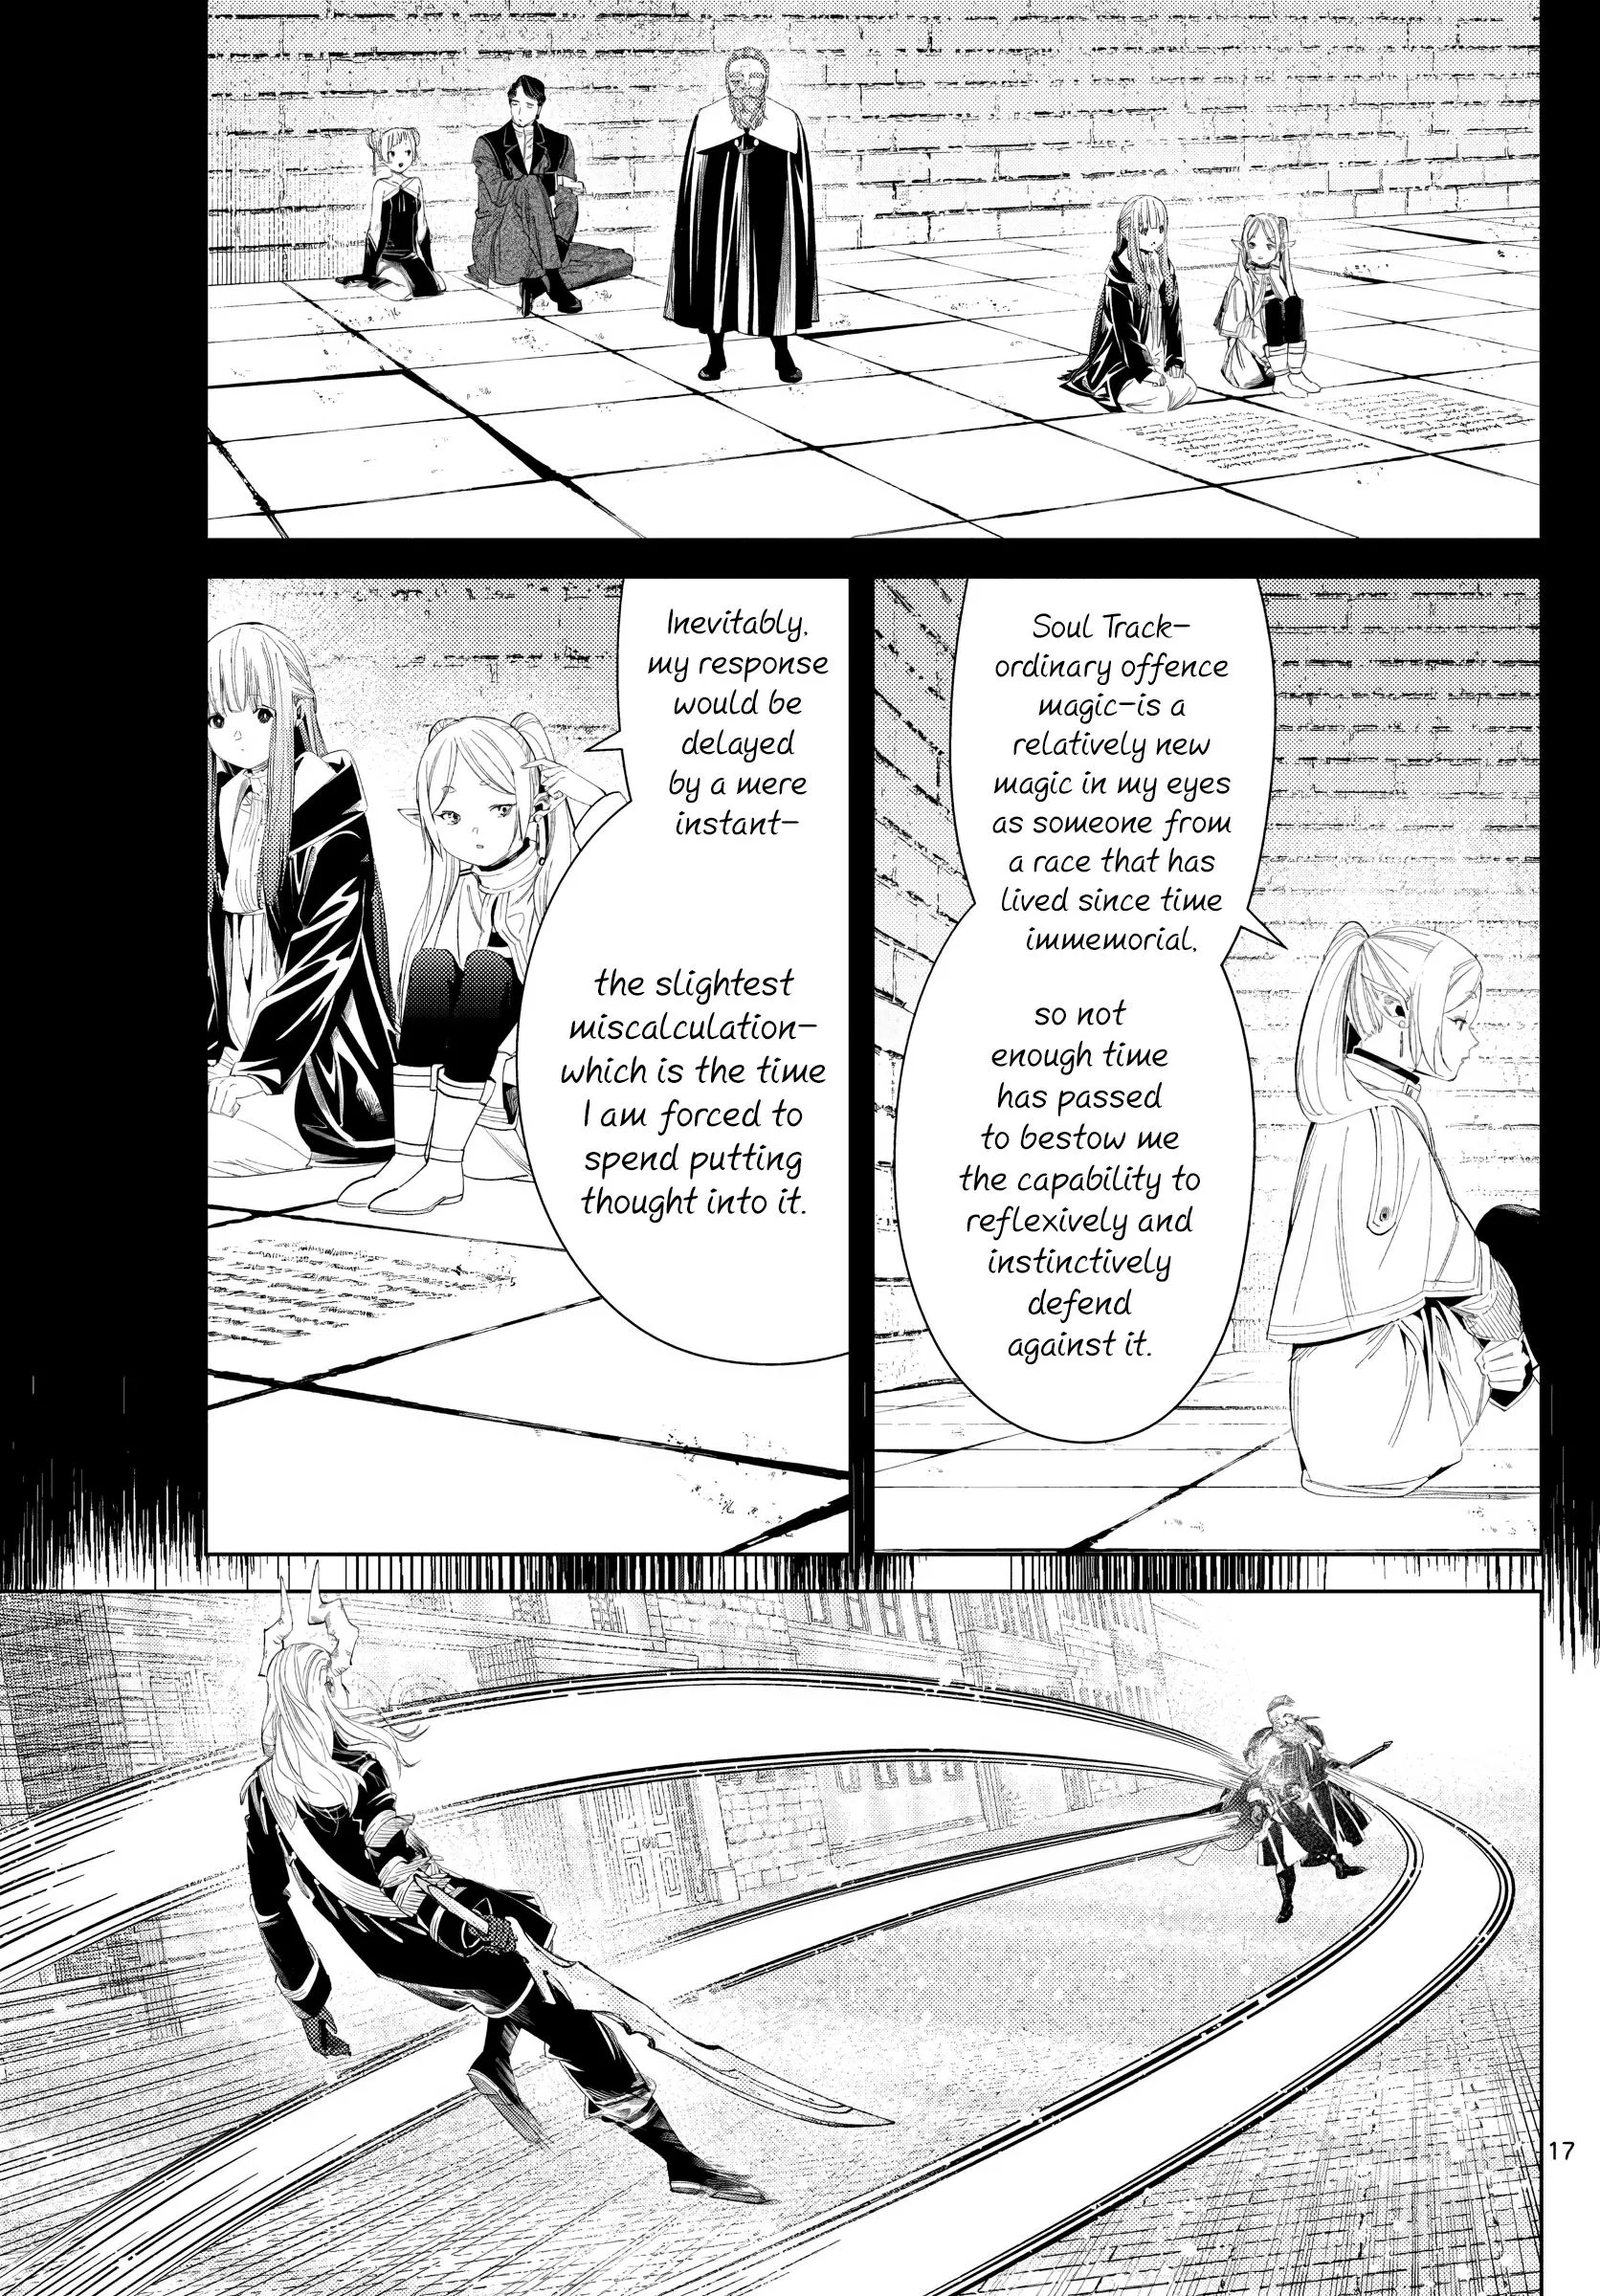 Soul Track—
ordinary offence
magic—is a
relatively new
magic in my eyes
as someone from
a race that has
lived since time
immemorial,
so not
enough time
has passed
to bestow me
the capability to
reflexively and
instinctively
defend
against it.
Inevitably,
my response
would be
delayed
by a mere
instant—
the slightest
miscalculation—
which is the time
I am forced to
spend putting
thought into it.
17